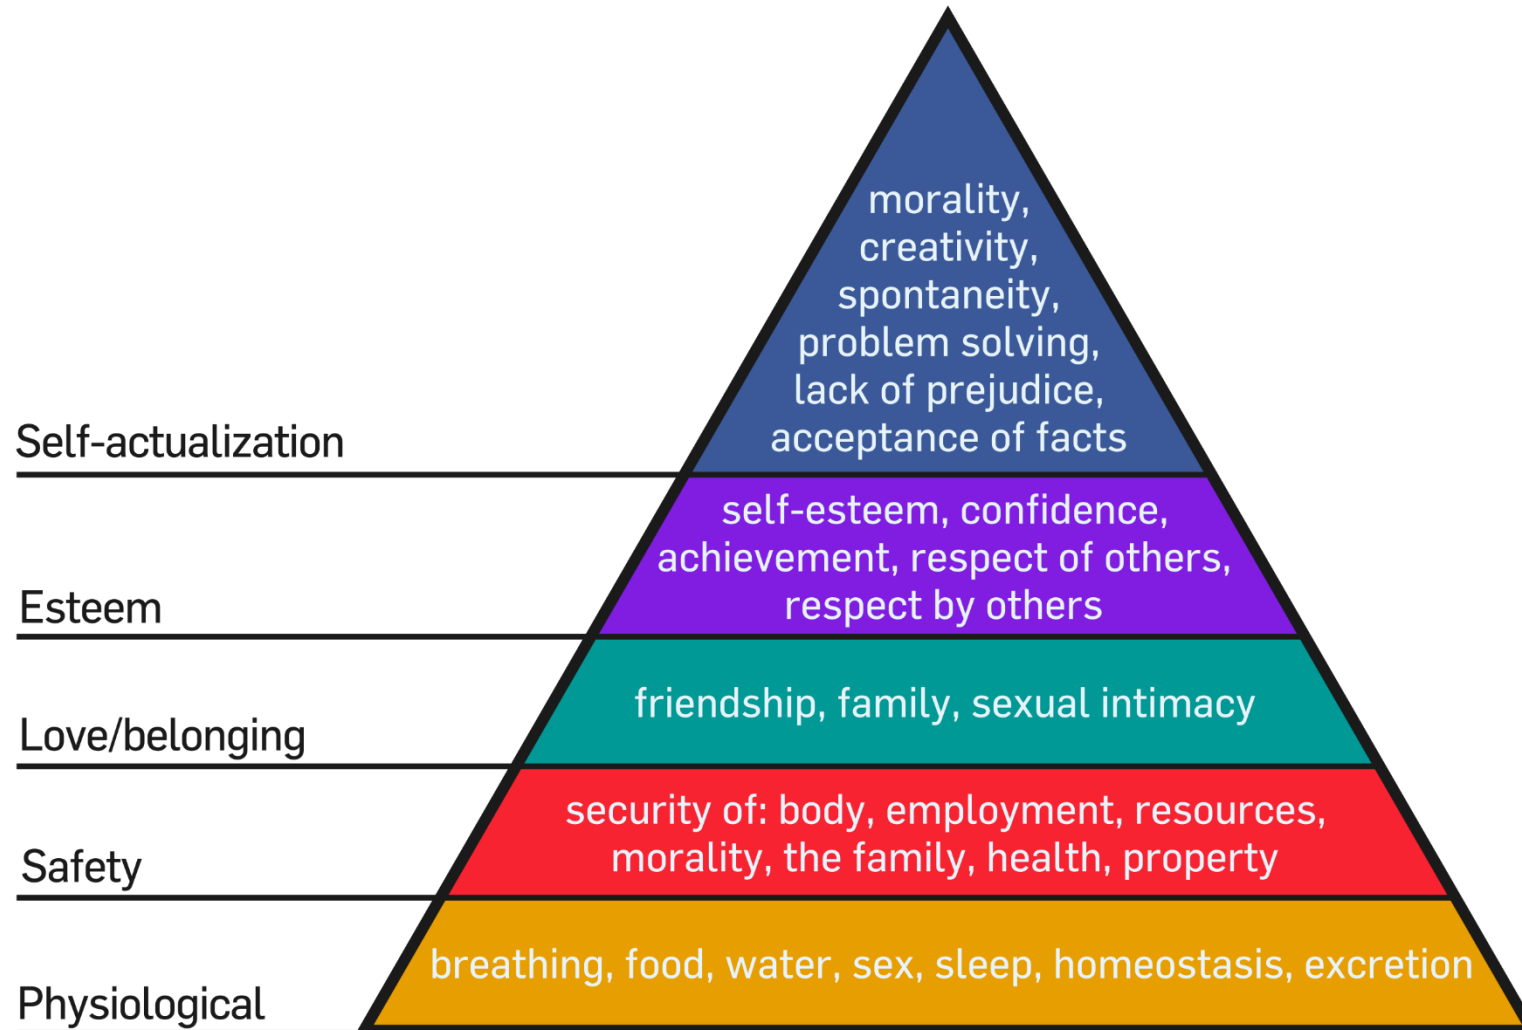 morality,
creativity,
spontaneity,
problem solving,
lack of prejudice,
acceptance of facts
Self-actualization
self-esteem, confidence,
achievement, respect of others,
respect by others
Esteem
friendship, family, sexual intimacy
Love/belonging
security of: body, employment, resources,
morality, the family, health, property
Safety
breathing, food, water, sex, sleep, homeostasis, excretion
Physiological